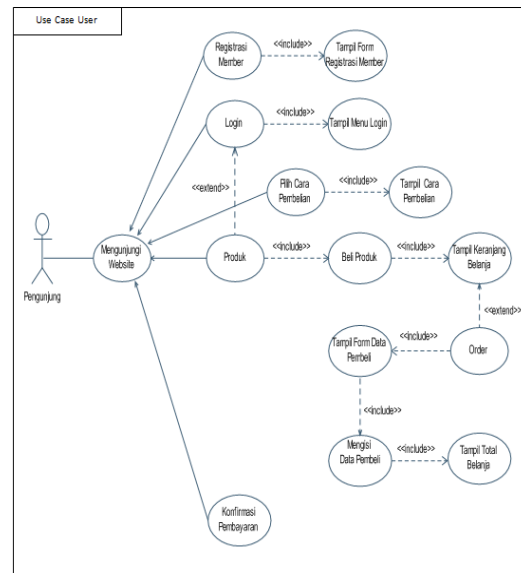 Use Case User
Registrasi
Member
<<include>>
Tampil Form
Registrasi Member
Login
<<include>>
Tampil Menu Login
<<extend>>
Pilih Cara
Pembelian
<<include>>
Tampil Cara
Pembelian
Pengunjung
Mengunjungi
Website
Produk
<<include>>
Beli Produk
<<include>>
Tampil Keranjang
Belanja
<<extend>>
Tampil Form Data
Pembeli
<<include>>
Order
<<include>>
Mengisi
Data Pembeli
<<include>>
Tampil Total
Belanja
Konfirmasi
Pembayaran